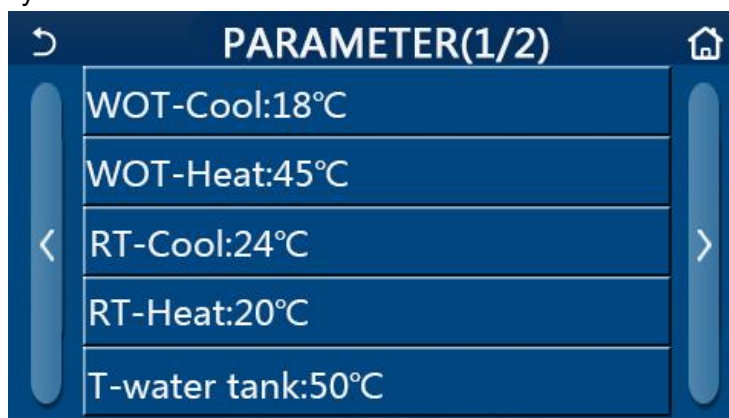 PARAMETER(1/2)
WOT-Cool:18℃
WOT-Heat:45℃
RT-Cool:24℃
RT-Heat:20℃
T-water tank:50℃